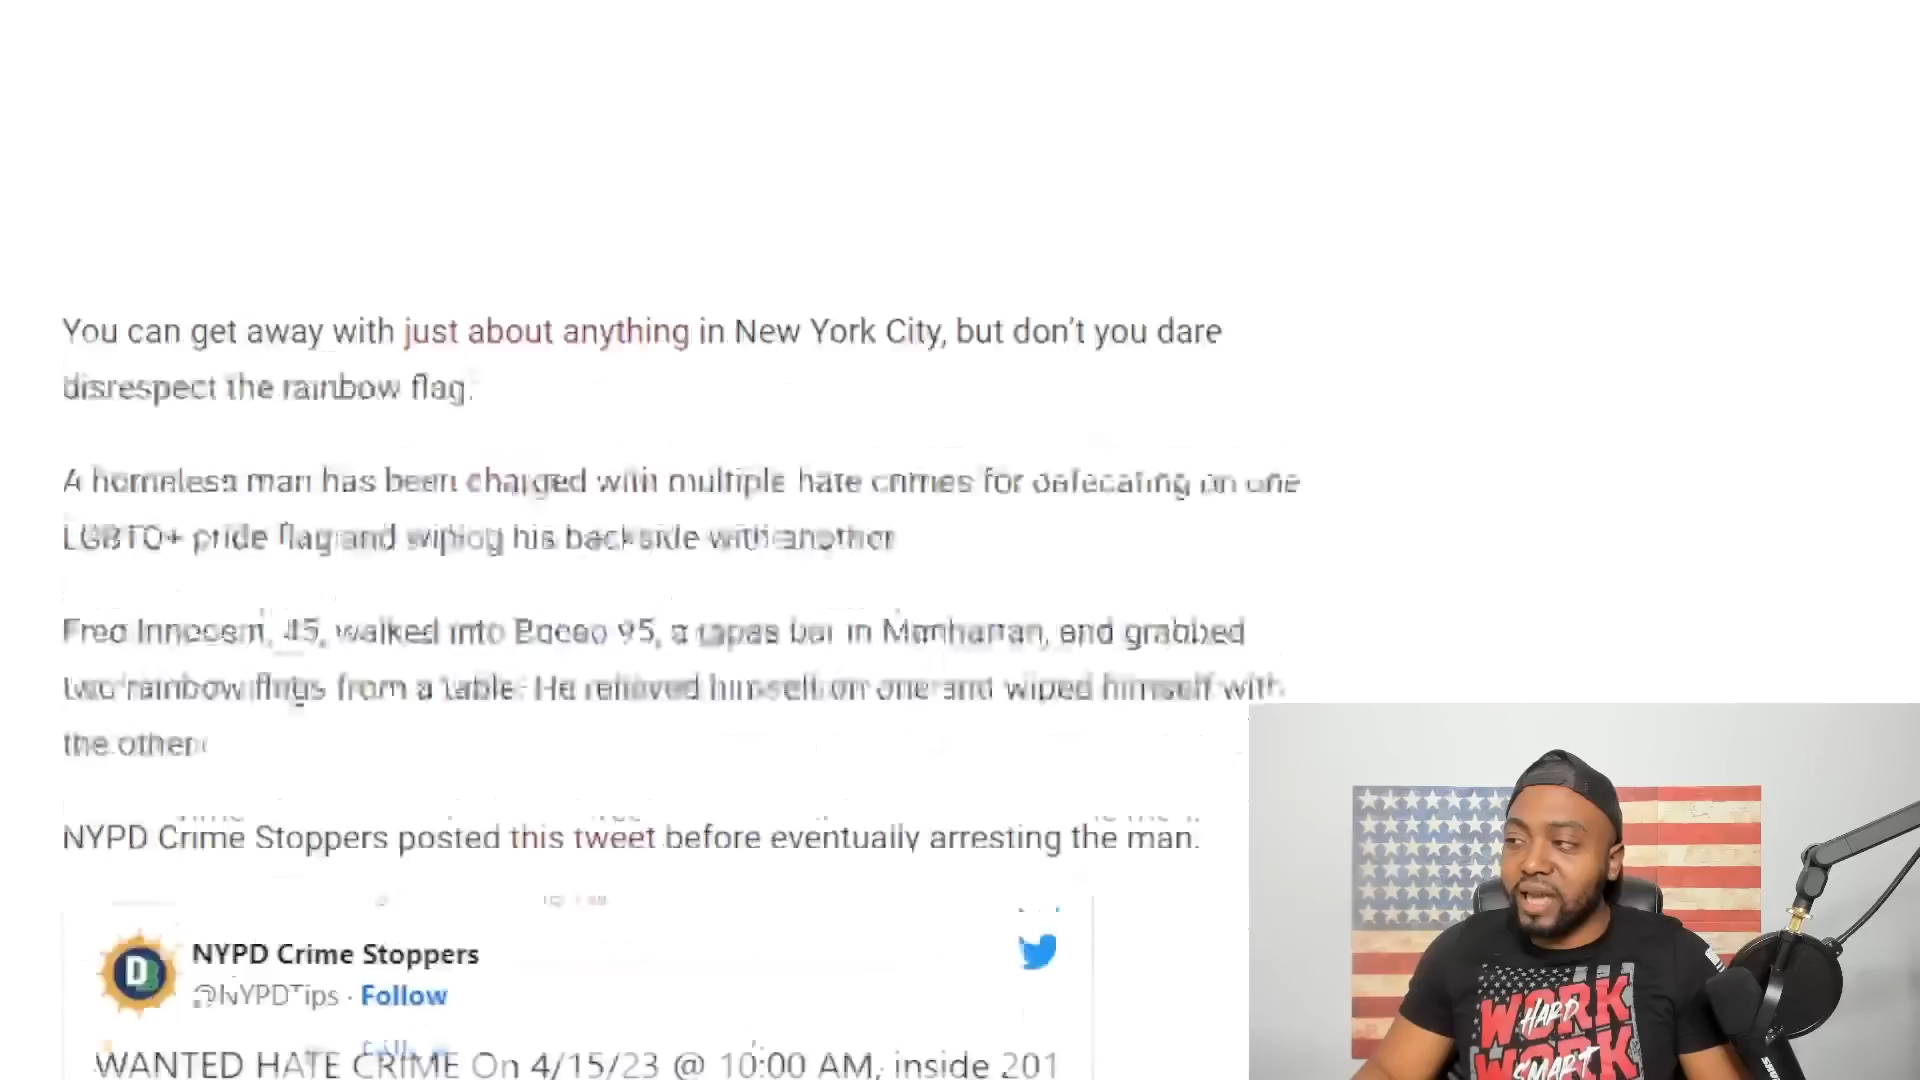 You can get away with just about anything in New York City, but don't you dare
disrespect the rainbow flag.
A homeless man has been charged with multiple hate crimes for defecating on one
LGBTQ+ pride flag and wiping his backside with another
45, walked into 95, a tapas bar in Manhattan, and grabbed
two rainbow flags from a table. He relieved himself on one and wiped himself with
the other
NYPD Crime Stoppers posted this tweet before eventually arresting the man.
NYPD Crime Stoppers
@NYPDTips · Follow
WANTED HATE CRIME On 4/15/23 @ 10:00 AM, inside 201
WORK
HARD
WORK
SMART